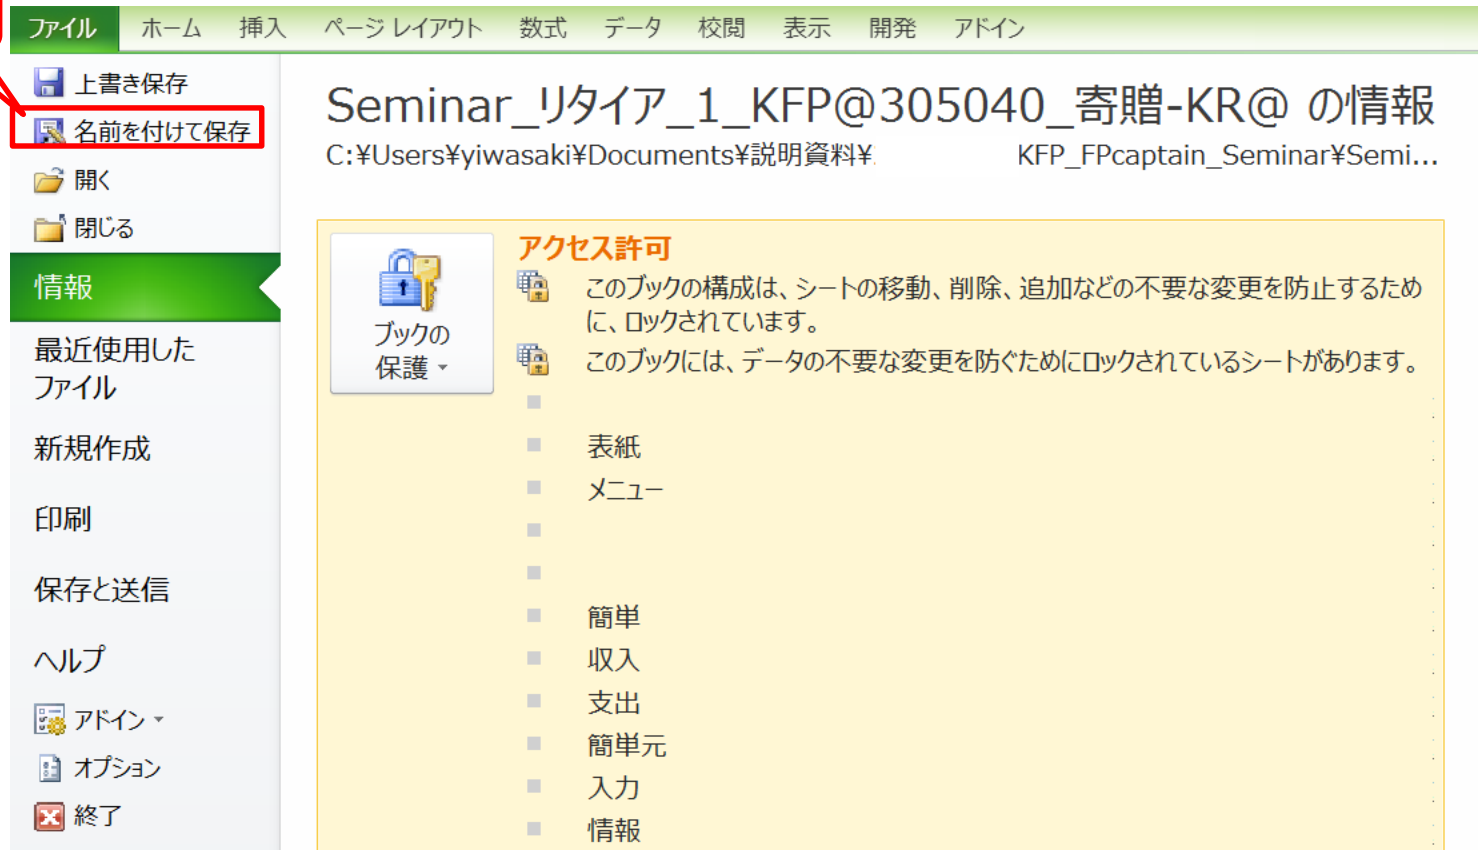 ファイル ホーム 挿入 ページ レイアウト 数式 データ 校閲 表示 開発 アドイン
上書き保存
名前を付けて保存
開く
閉じる
情報
最近使用した
ファイル
新規作成
印刷
保存と送信
ヘルプ
アドイン
オプション
終了
Seminar_リタイア_1_KFP@305040_寄贈-KR@ の情報
C:¥Users¥yiwasaki¥Documents¥説明資料¥ KFP_FPcaptain_Seminar¥Semi...
ブックの
保護
アクセス許可
このブックの構成は、シートの移動、削除、追加などの不要な変更を防止するため
に、ロックされています。
このブックには、データの不要な変更を防ぐためにロックされているシートがあります。
表紙
メニュー
簡単
収入
支出
簡単元
入力
情報